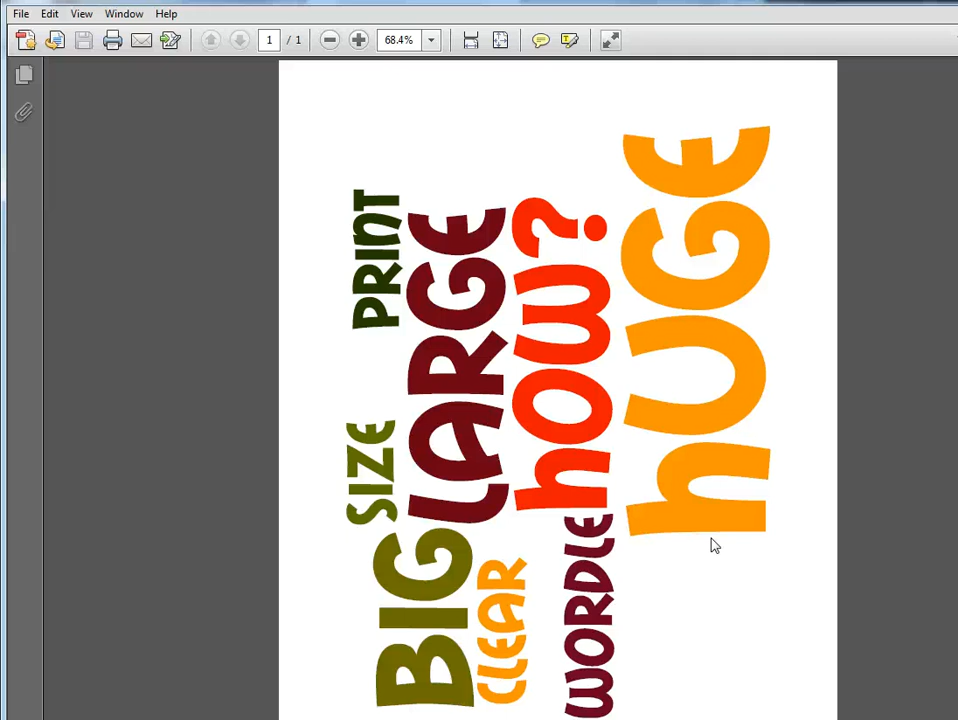 File Edit View Window Help
1 / 1 68.4%
PRINT
SIZE
BIG
LARGE
CLEAR
hOW?
WORDLE
hUGE